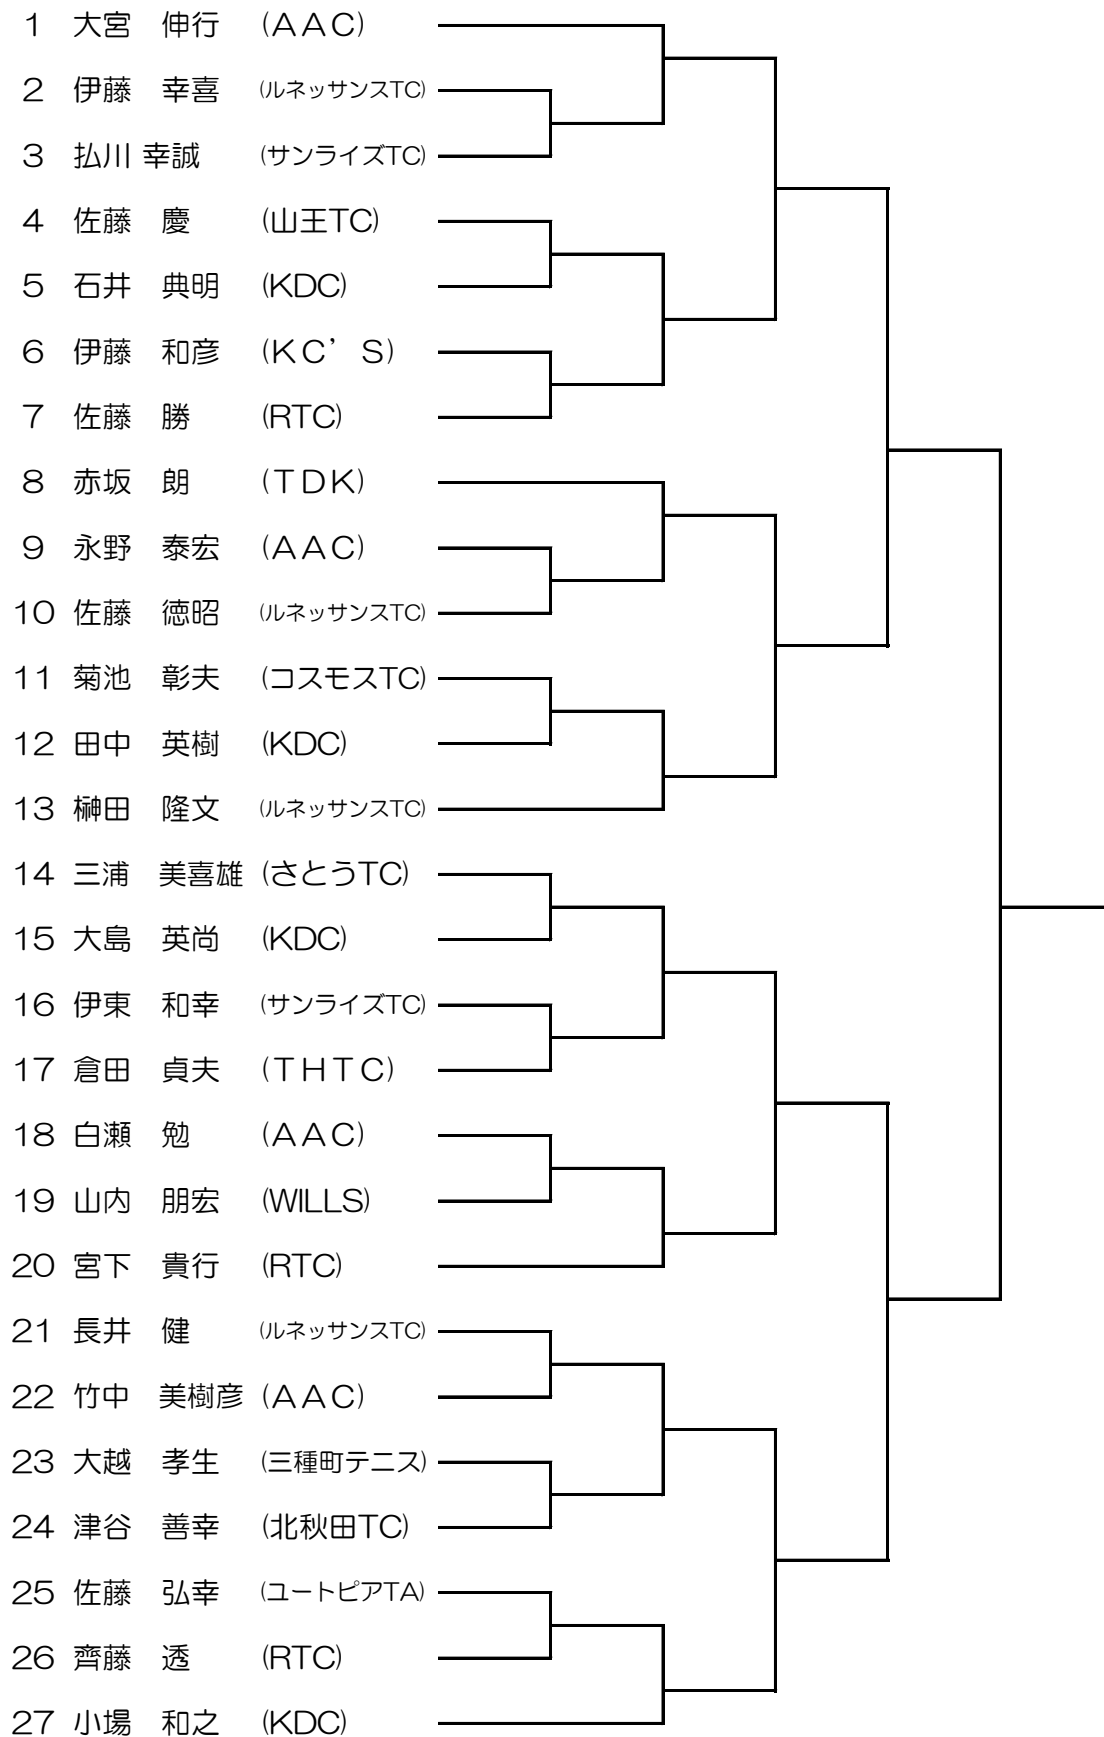 1 大宮 伸行 (ＡＡＣ)
2 伊藤 幸喜 (ルネッサンスTC)
3 払川 幸誠 (サンライズTC)
4 佐藤 慶 (山王TC)
5 石井 典明 (KDC)
6 伊藤 和彦 (ＫＣ’Ｓ)
7 佐藤 勝 (RTC)
8 赤坂 朗 (ＴＤＫ)
9 永野 泰宏 (ＡＡＣ)
10 佐藤 徳昭 (ルネッサンスTC)
11 菊池 彰夫 (コスモスTC)
12 田中 英樹 (KDC)
13 榊田 隆文 (ルネッサンスTC)
14 三浦 美喜雄 (さとうTC)
15 大島 英尚 (KDC)
16 伊東 和幸 (サンライズTC)
17 倉田 貞夫 (ＴＨＴＣ)
18 白瀬 勉 (ＡＡＣ)
19 山内 朋宏 (WILLS)
20 宮下 貴行 (RTC)
21 長井 健 (ルネッサンスTC)
22 竹中 美樹彦 (ＡＡＣ)
23 大越 孝生 (三種町テニス)
24 津谷 善幸 (北秋田TC)
25 佐藤 弘幸 (ユートピアTA)
26 齊藤 透 (RTC)
27 小場 和之 (KDC)